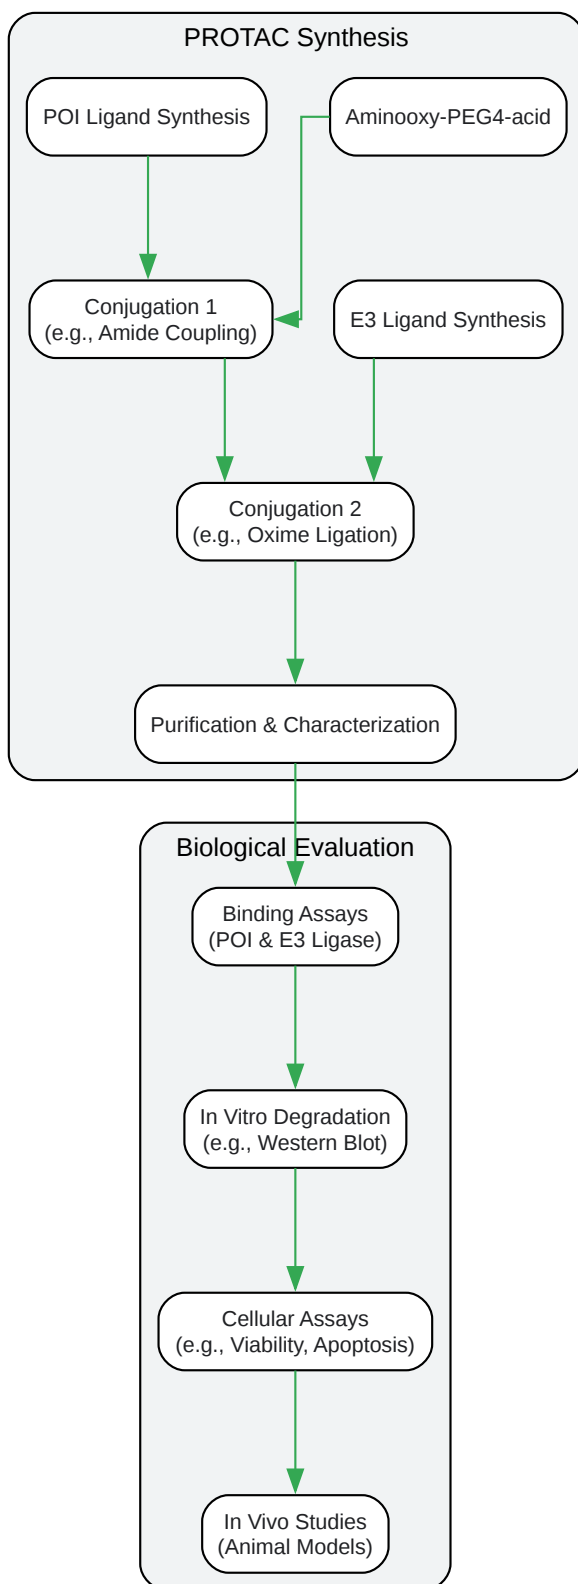 PROTAC Synthesis
POI Ligand Synthesis
Aminooxy-PEG4-acid
Conjugation 1
(e.g., Amide Coupling)
E3 Ligand Synthesis
Conjugation 2
(e.g., Oxime Ligation)
Purification & Characterization
Biological Evaluation
Binding Assays
(POI & E3 Ligase)
In Vitro Degradation
(e.g., Western Blot)
Cellular Assays
(e.g., Viability, Apoptosis)
In Vivo Studies
(Animal Models)